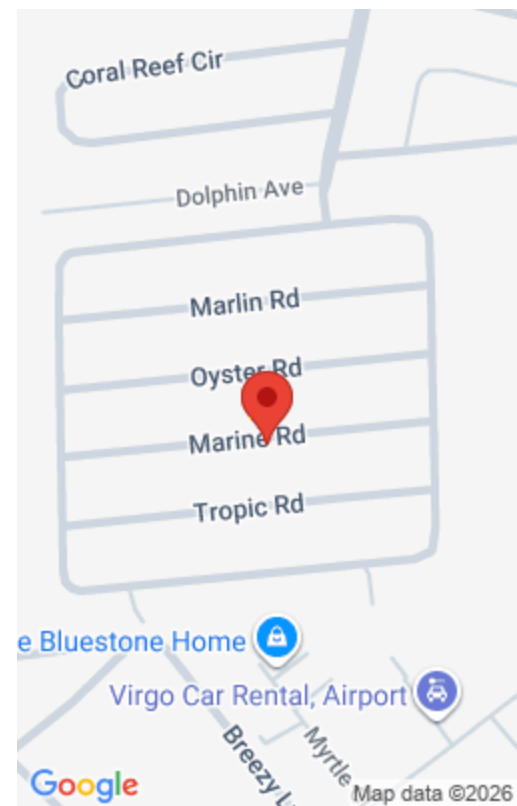 Coral Reef Cir
Dolphin Ave
Marlin Rd
Oyster Rd
Marine Rd
Tropic Rd
e Bluestone Home
Virgo Car Rental, Airport
Breezy L
Myrtle
Google
Map data ©2026